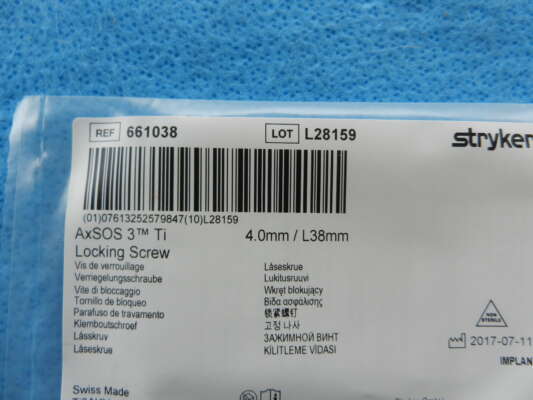 REF 661038 LOT L28159 stryker
(01)07613252579847(10)L28159
AxSOS 3™ Ti 4.0mm / L38mm
Locking Screw
Vis de verrouillage Låseskrue
Verriegelungsschraube Lukitusruuvi
Vite di bloccaggio Wkręt blokujący
Tornillo de bloqueo Βίδα ασφάλισης
Parafuso de travamento 锁紧螺钉
Klemboutschroef 고정 나사
Låsskruv ЗАЖИМНОЙ ВИНТ
Låseskrue KİLİTLEME VİDASI
NON STERILE
2017-07-11
IMPLAN
Swiss Made